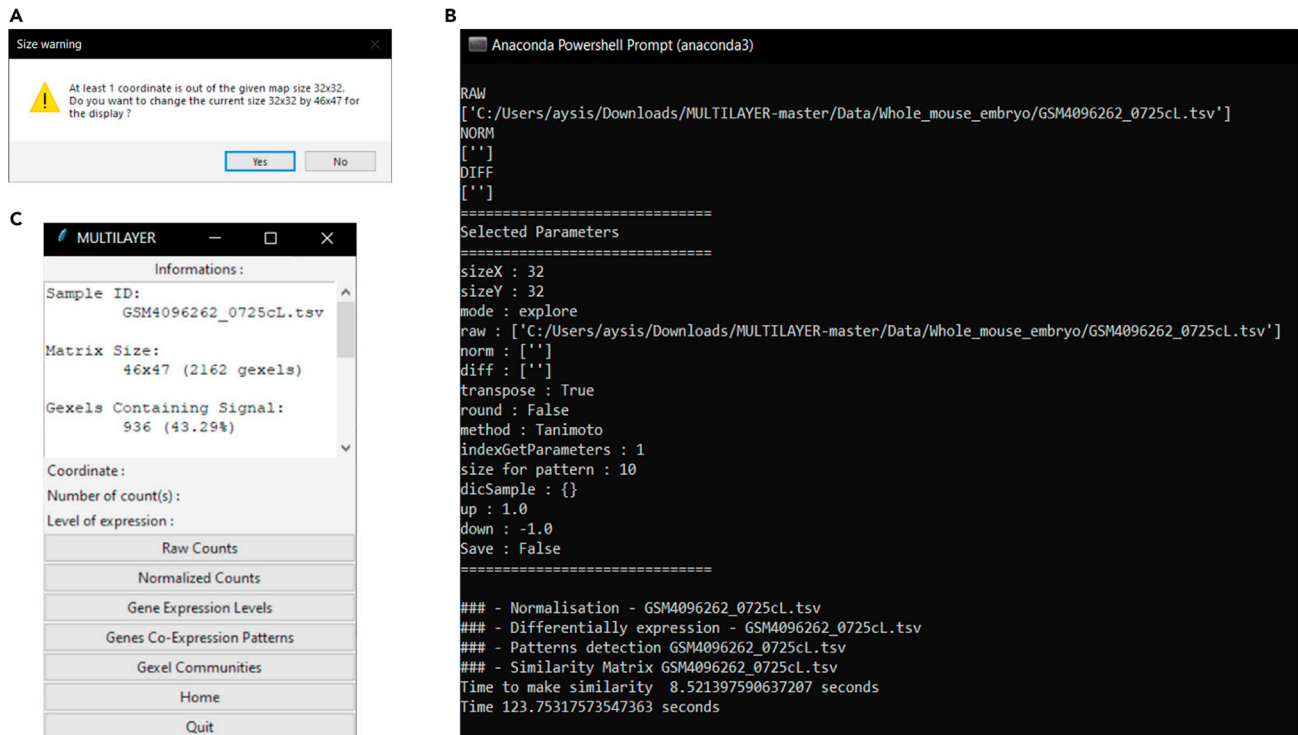 A
Size warning
At least 1 coordinate is out of the given map size 32x32.
Do you want to change the current size 32x32 by 46x47 for
the display ?
Yes
No
B
Anaconda Powershell Prompt (anaconda3)
RAW
['C:/Users/aysis/Downloads/MULTILAYER-master/Data/Whole_mouse_embryo/GSM4096262_0725cL.tsv']
NORM
['']
DIFF
['']
==============================
Selected Parameters
==============================
sizeX : 32
sizeY : 32
mode : explore
raw : ['C:/Users/aysis/Downloads/MULTILAYER-master/Data/Whole_mouse_embryo/GSM4096262_0725cL.tsv']
norm : ['']
diff : ['']
transpose : True
round : False
method : Tanimoto
indexGetParameters : 1
size for pattern : 10
dicSample : {}
up : 1.0
down : -1.0
Save : False
==============================
### - Normalisation - GSM4096262_0725cL.tsv
### - Differentially expression - GSM4096262_0725cL.tsv
### - Patterns detection GSM4096262_0725cL.tsv
### - Similarity Matrix GSM4096262_0725cL.tsv
Time to make similarity  8.521397590637207 seconds
Time 123.75317573547363 seconds
C
MULTILAYER
Informations :
Sample ID:
GSM4096262_0725cL.tsv
Matrix Size:
46x47 (2162 gexels)
Gexels Containing Signal:
936 (43.29%)
Coordinate :
Number of count(s) :
Level of expression :
Raw Counts
Normalized Counts
Gene Expression Levels
Genes Co-Expression Patterns
Gexel Communities
Home
Quit